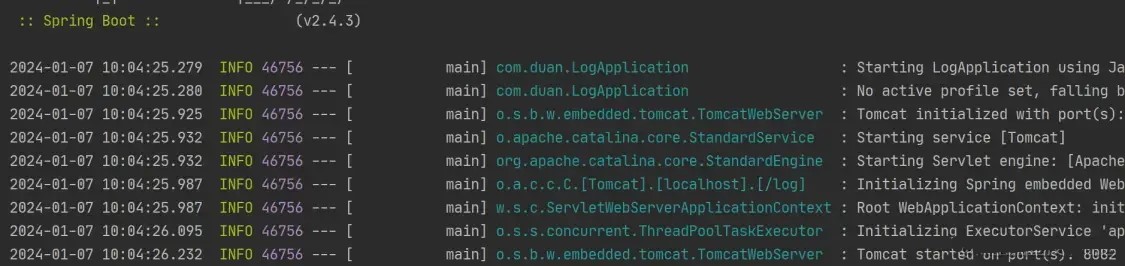 :: Spring Boot :: (v2.4.3)
2024-01-07 10:04:25.279 INFO 46756 --- [ main] com.duan.LogApplication : Starting LogApplication using Ja
2024-01-07 10:04:25.280 INFO 46756 --- [ main] com.duan.LogApplication : No active profile set, falling b
2024-01-07 10:04:25.925 INFO 46756 --- [ main] o.s.b.w.embedded.tomcat.TomcatWebServer : Tomcat initialized with port(s):
2024-01-07 10:04:25.932 INFO 46756 --- [ main] o.apache.catalina.core.StandardService : Starting service [Tomcat]
2024-01-07 10:04:25.932 INFO 46756 --- [ main] org.apache.catalina.core.StandardEngine : Starting Servlet engine: [Apache
2024-01-07 10:04:25.987 INFO 46756 --- [ main] o.a.c.c.C.[Tomcat].[localhost].[/log] : Initializing Spring embedded Web
2024-01-07 10:04:25.987 INFO 46756 --- [ main] w.s.c.ServletWebServerApplicationContext : Root WebApplicationContext: init
2024-01-07 10:04:26.095 INFO 46756 --- [ main] o.s.s.concurrent.ThreadPoolTaskExecutor : Initializing ExecutorService 'ap
2024-01-07 10:04:26.232 INFO 46756 --- [ main] o.s.b.w.embedded.tomcat.TomcatWebServer : Tomcat started on port(s): 8082